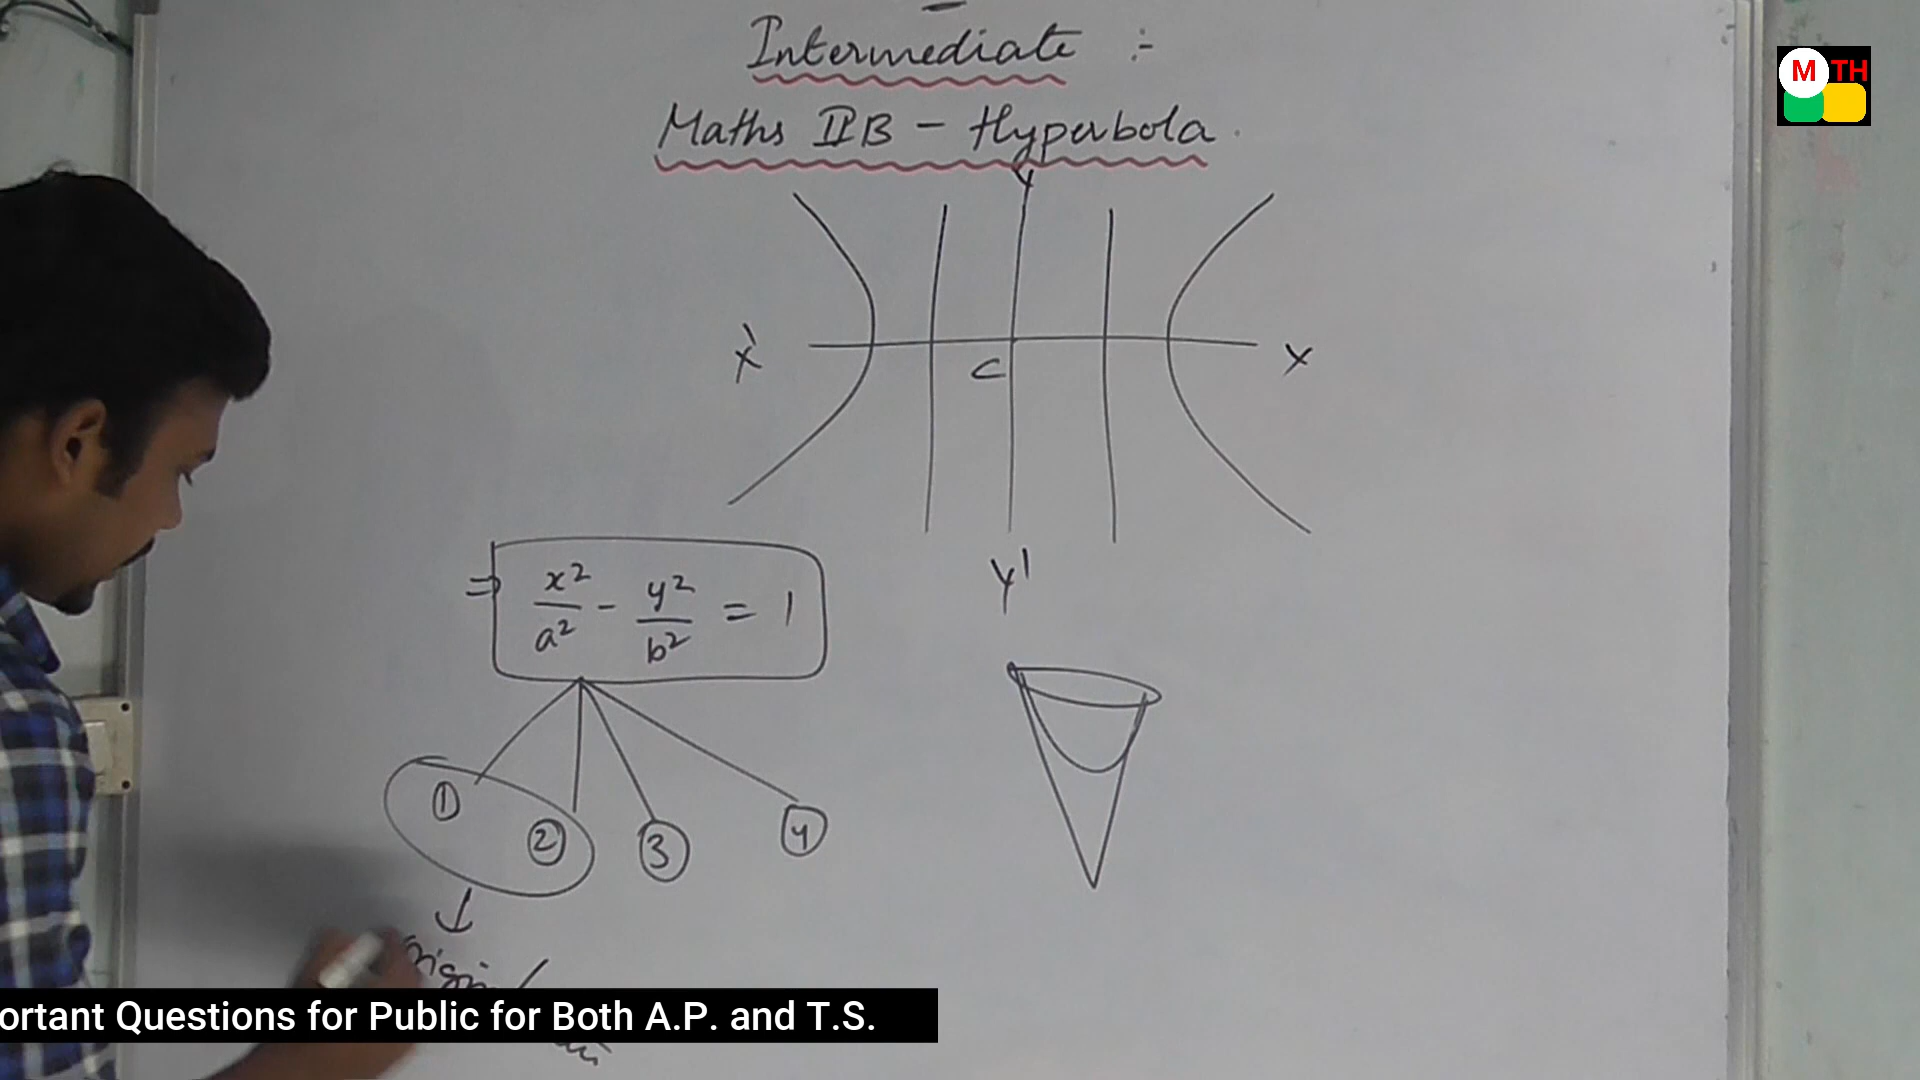 Intermediate :-
Maths IIB - Hyperbola
Y
X' C X
Y'
⇒ x²/a² - y²/b² = 1
① ② ③ ④
↓
M TH
ortant Questions for Public for Both A.P. and T.S.